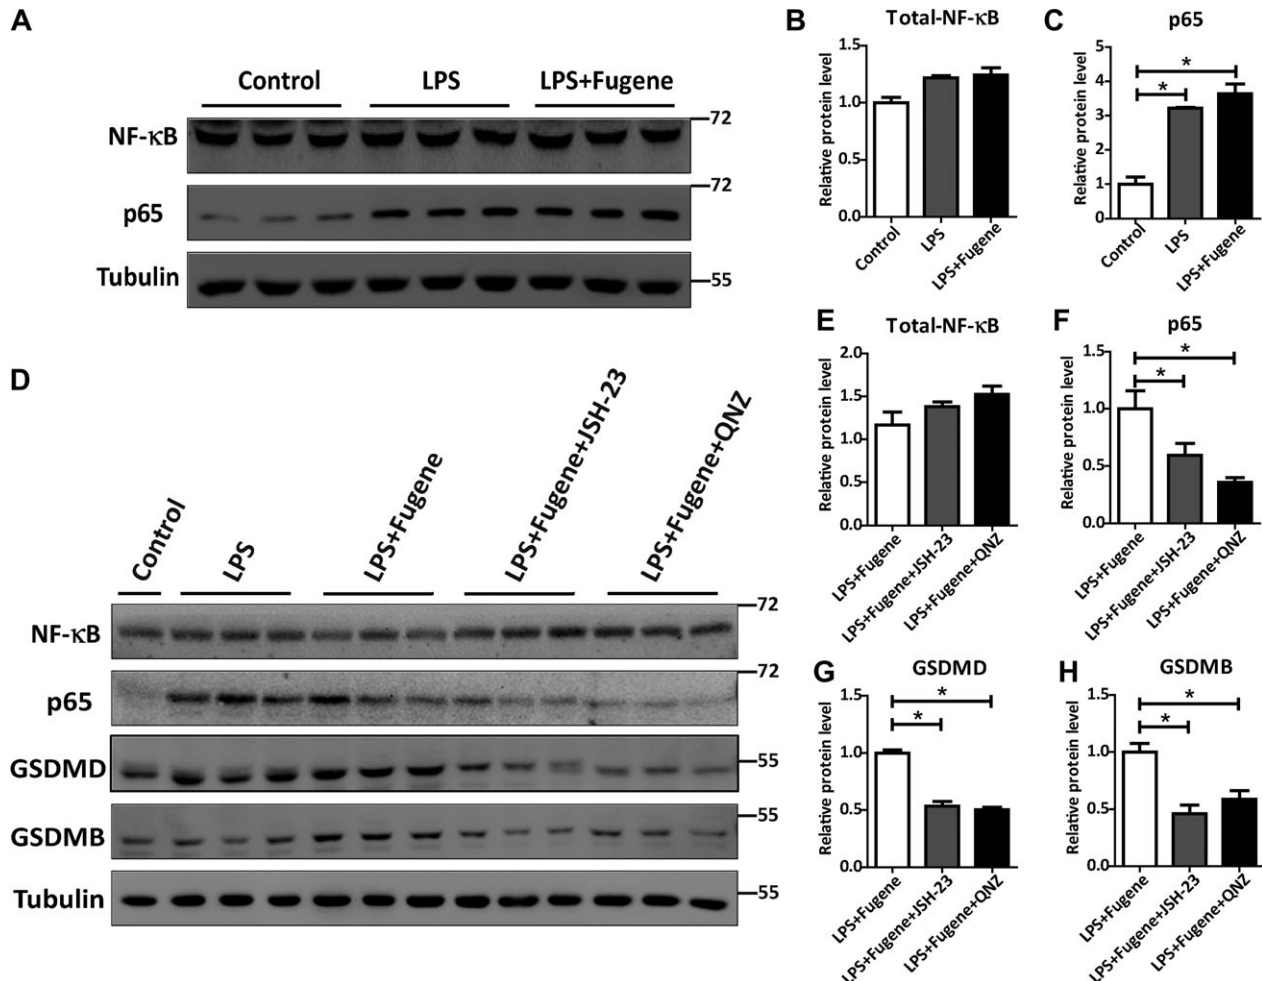 A
Control
LPS
LPS+Fugene
NF-κB
72
p65
72
Tubulin
55
B
Total-NF-κB
Relative protein level
1.5
1.0
0.5
0.0
Control
LPS
LPS+Fugene
C
p65
Relative protein level
5
4
3
2
1
0
*
*
Control
LPS
LPS+Fugene
D
Control
LPS
LPS+Fugene
LPS+Fugene+JSH-23
LPS+Fugene+QNZ
NF-κB
72
p65
72
GSDMD
55
GSDMB
55
Tubulin
55
E
Total-NF-κB
Relative protein level
2.0
1.5
1.0
0.5
0.0
LPS+Fugene
LPS+Fugene+JSH-23
LPS+Fugene+QNZ
F
p65
Relative protein level
1.5
1.0
0.5
0.0
*
*
LPS+Fugene
LPS+Fugene+JSH-23
LPS+Fugene+QNZ
G
GSDMD
Relative protein level
1.5
1.0
0.5
0.0
*
*
LPS+Fugene
LPS+Fugene+JSH-23
LPS+Fugene+QNZ
H
GSDMB
Relative protein level
1.5
1.0
0.5
0.0
*
*
LPS+Fugene
LPS+Fugene+JSH-23
LPS+Fugene+QNZ